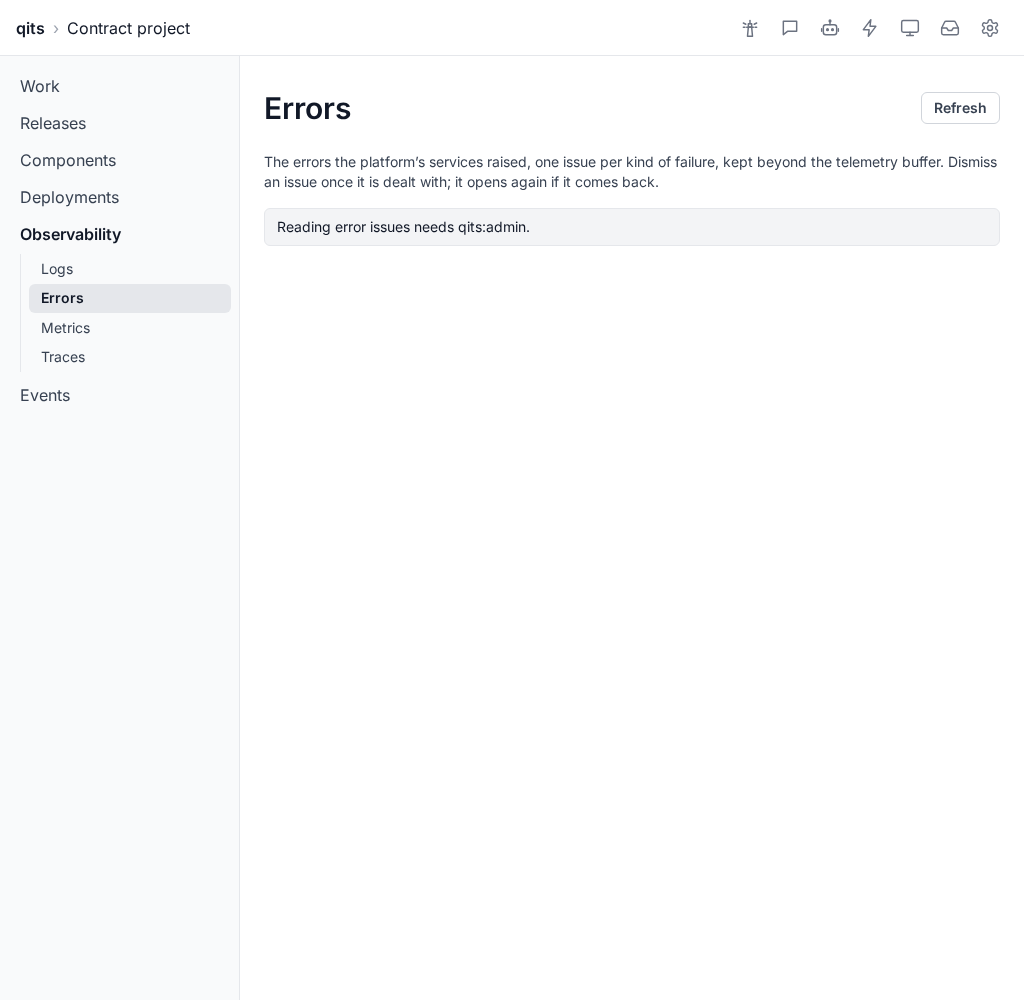 qits › Contract project
Work
Releases
Components
Deployments
Observability
Logs
Errors
Metrics
Traces
Events
Errors
Refresh
The errors the platform’s services raised, one issue per kind of failure, kept beyond the telemetry buffer. Dismiss
an issue once it is dealt with; it opens again if it comes back.
Reading error issues needs qits:admin.